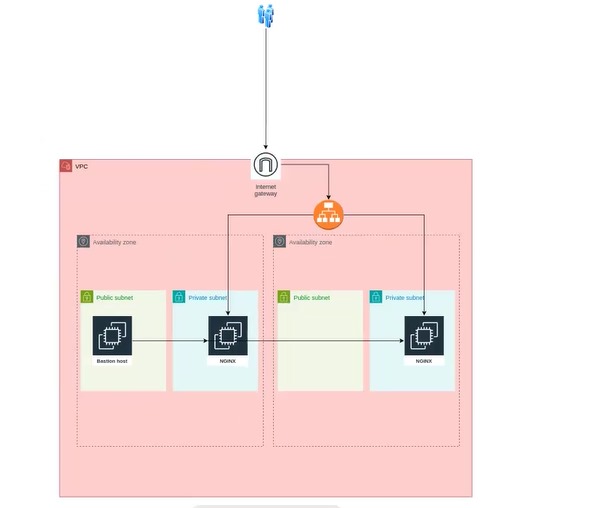 VPC
Internet
gateway
Availability zone
Availability zone
Public subnet
Private subnet
Public subnet
Private subnet
Bastion host
NGINX
NGINX